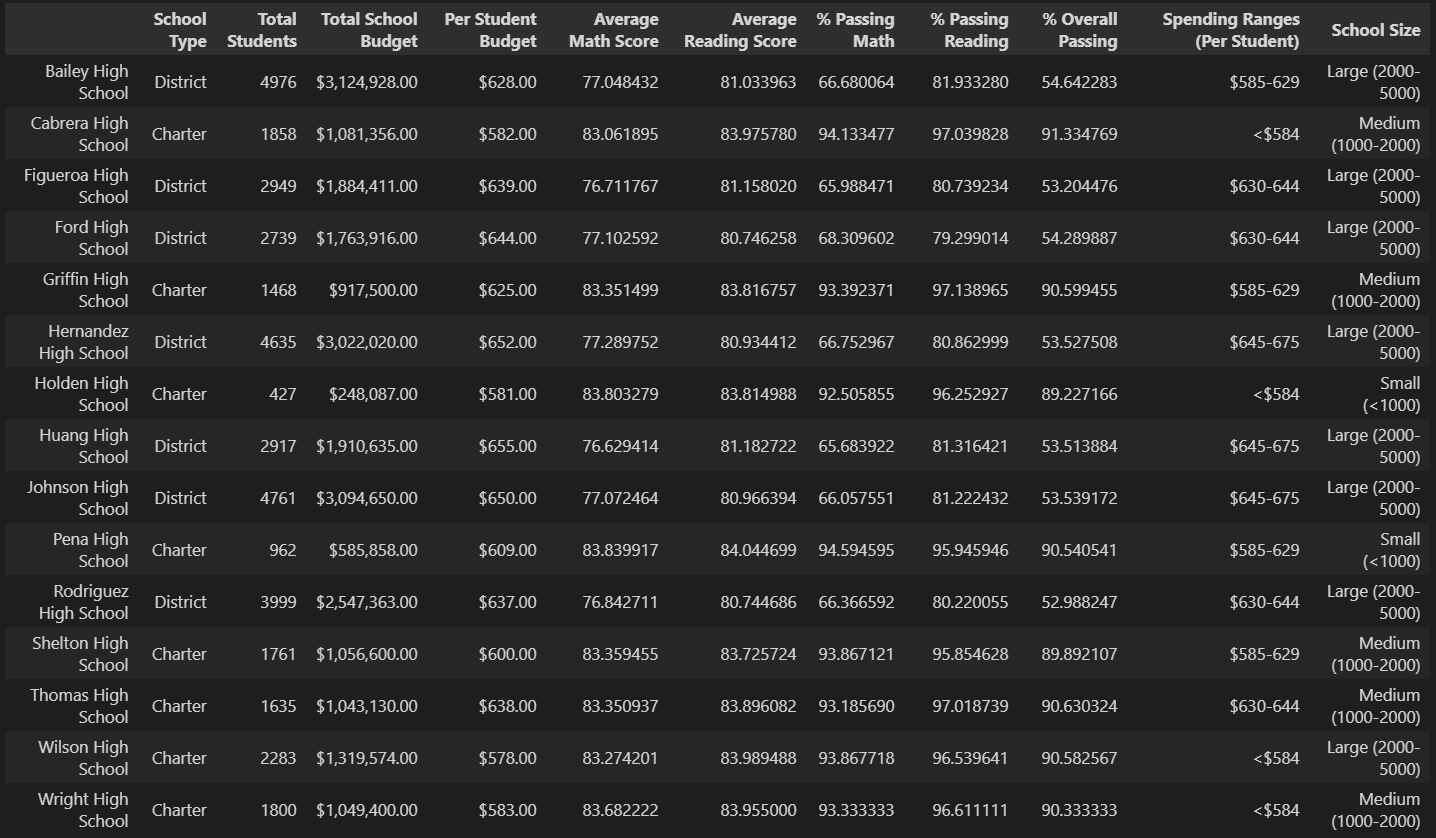 School Type Total Students Total School Budget Per Student Budget Average Math Score Average Reading Score % Passing Math % Passing Reading % Overall Passing Spending Ranges (Per Student) School Size
Bailey High School District 4976 $3,124,928.00 $628.00 77.048432 81.033963 66.680064 81.933280 54.642283 $585-629 Large (2000-5000)
Cabrera High School Charter 1858 $1,081,356.00 $582.00 83.061895 83.975780 94.133477 97.039828 91.334769 <$584 Medium (1000-2000)
Figueroa High School District 2949 $1,884,411.00 $639.00 76.711767 81.158020 65.988471 80.739234 53.204476 $630-644 Large (2000-5000)
Ford High School District 2739 $1,763,916.00 $644.00 77.102592 80.746258 68.309602 79.299014 54.289887 $630-644 Large (2000-5000)
Griffin High School Charter 1468 $917,500.00 $625.00 83.351499 83.816757 93.392371 97.138965 90.599455 $585-629 Medium (1000-2000)
Hernandez High School District 4635 $3,022,020.00 $652.00 77.289752 80.934412 66.752967 80.862999 53.527508 $645-675 Large (2000-5000)
Holden High School Charter 427 $248,087.00 $581.00 83.803279 83.814988 92.505855 96.252927 89.227166 <$584 Small (<1000)
Huang High School District 2917 $1,910,635.00 $655.00 76.629414 81.182722 65.683922 81.316421 53.513884 $645-675 Large (2000-5000)
Johnson High School District 4761 $3,094,650.00 $650.00 77.072464 80.966394 66.057551 81.222432 53.539172 $645-675 Large (2000-5000)
Pena High School Charter 962 $585,858.00 $609.00 83.839917 84.044699 94.594595 95.945946 90.540541 $585-629 Small (<1000)
Rodriguez High School District 3999 $2,547,363.00 $637.00 76.842711 80.744686 66.366592 80.220055 52.988247 $630-644 Large (2000-5000)
Shelton High School Charter 1761 $1,056,600.00 $600.00 83.359455 83.725724 93.867121 95.854628 89.892107 $585-629 Medium (1000-2000)
Thomas High School Charter 1635 $1,043,130.00 $638.00 83.350937 83.896082 93.185690 97.018739 90.630324 $630-644 Medium (1000-2000)
Wilson High School Charter 2283 $1,319,574.00 $578.00 83.274201 83.989488 93.867718 96.539641 90.582567 <$584 Large (2000-5000)
Wright High School Charter 1800 $1,049,400.00 $583.00 83.682222 83.955000 93.333333 96.611111 90.333333 <$584 Medium (1000-2000)